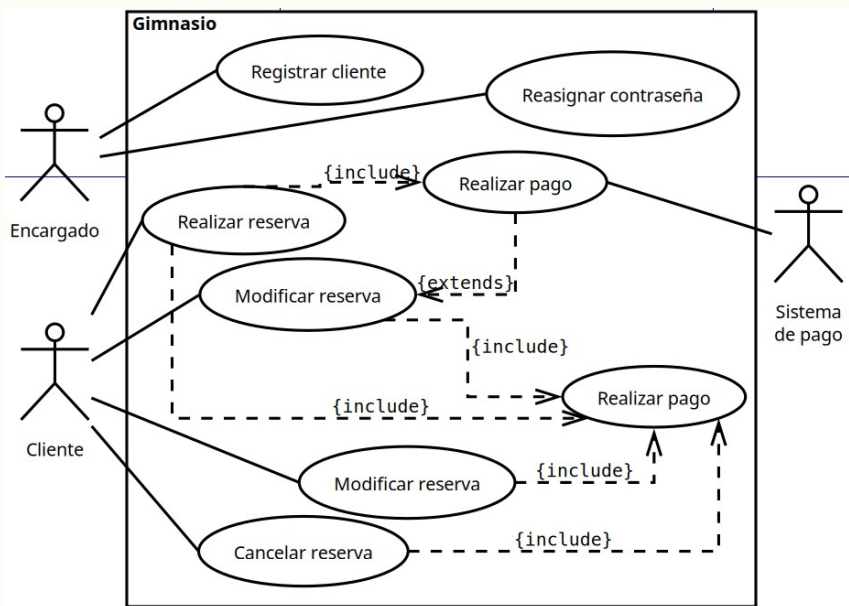 Gimnasio
Registrar cliente
Reasignar contraseña
{include}
Realizar pago
Encargado
Realizar reserva
{extends}
Modificar reserva
Sistema
de pago
{include}
Realizar pago
{include}
Cliente
{include}
Modificar reserva
{include}
Cancelar reserva